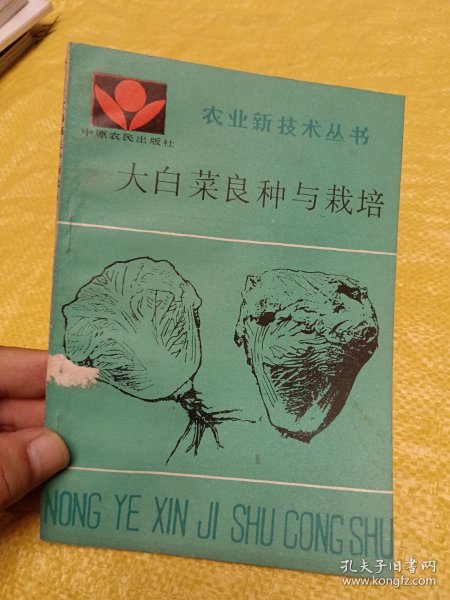 中原农民出版社
农业新技术丛书
大白菜良种与栽培
NONG YE XIN JI SHU CONG SHU
孔夫子旧书网
www.kongfz.com